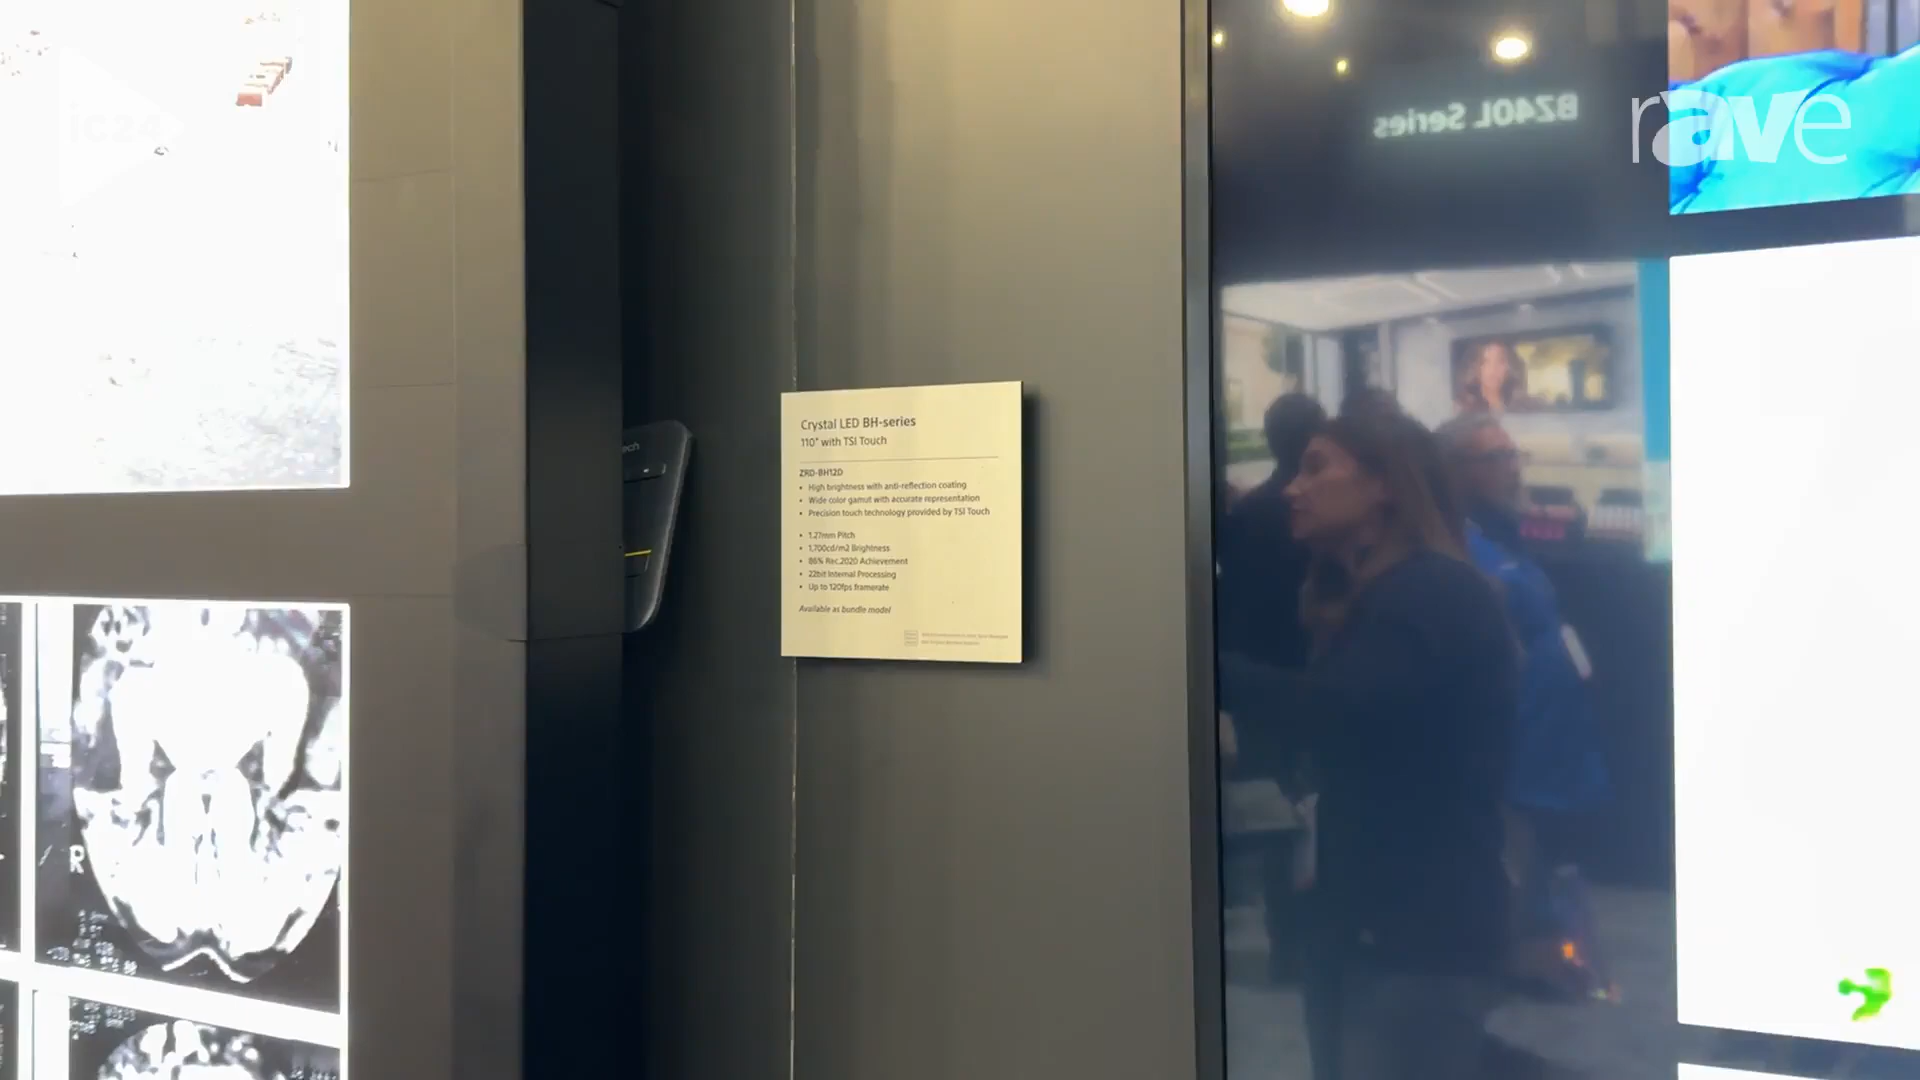 iC24
rave
BZ40L Series
Crystal LED BH-series
110" with TSI Touch
ZRD-BH12D
• High brightness with anti-reflection coating
• Wide color gamut with accurate representation
• Precision touch technology provided by TSI Touch
• 1.27mm Pitch
• 1,700cd/m2 Brightness
• 86% Rec.2020 Achievement
• 22bit Internal Processing
• Up to 120fps framerate
Available as bundle model
R